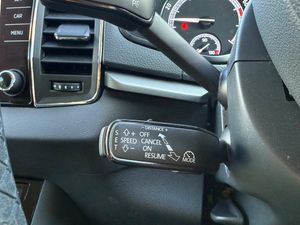 CAR
MENU
DISTANCE +
S + OFF
E SPEED CANCEL
T - ON
RESUME
MODE